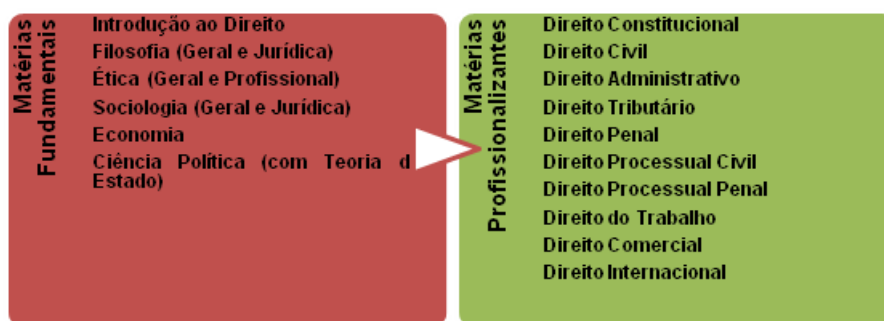 Matérias
Fundamentais
Introdução ao Direito
Filosofia (Geral e Jurídica)
Ética (Geral e Profissional)
Sociologia (Geral e Jurídica)
Economia
Ciência Política (com Teoria d
Estado)
Matérias
Profissionalizantes
Direito Constitucional
Direito Civil
Direito Administrativo
Direito Tributário
Direito Penal
Direito Processual Civil
Direito Processual Penal
Direito do Trabalho
Direito Comercial
Direito Internacional